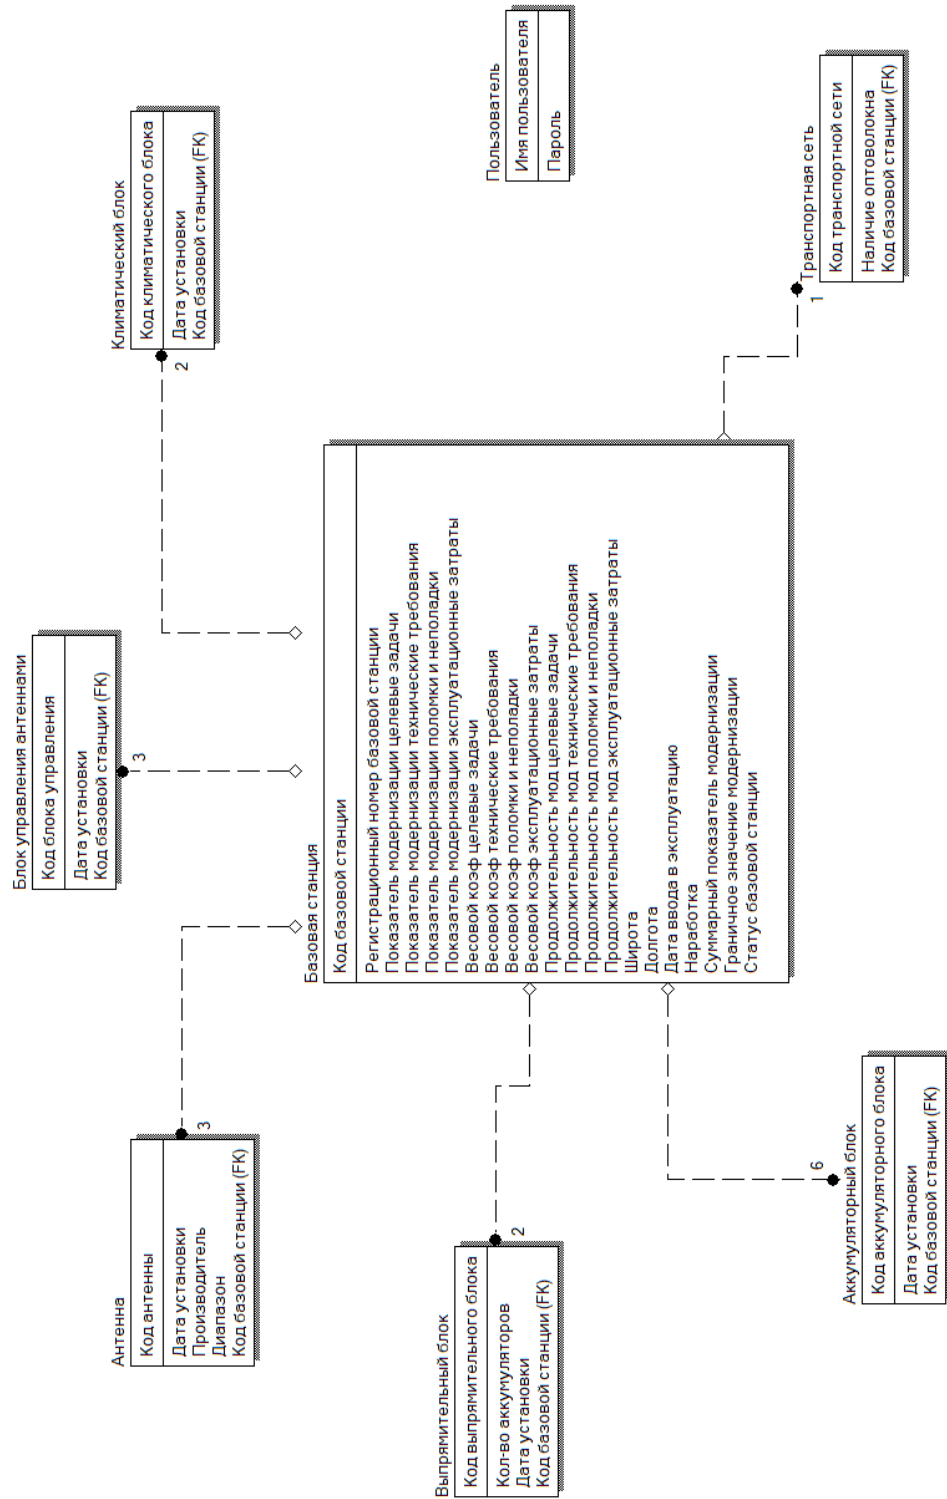 Антенна
Код антенны
Дата установки
Производитель
Диапазон
Код базовой станции (FK)
3
Блок управления антеннами
Код блока управления
Дата установки
Код базовой станции (FK)
3
Климатический блок
Код климатического блока
Дата установки
Код базовой станции (FK)
2
Базовая станция
Код базовой станции
Регистрационный номер базовой станции
Показатель модернизации целевые задачи
Показатель модернизации технические требования
Показатель модернизации поломки и неполадки
Показатель модернизации эксплуатационные затраты
Весовой коэф целевые задачи
Весовой коэф технические требования
Весовой коэф поломки и неполадки
Весовой коэф эксплуатационные затраты
Продолжительность мод целевые задачи
Продолжительность мод технические требования
Продолжительность мод поломки и неполадки
Продолжительность мод эксплуатационные затраты
Широта
Долгота
Дата ввода в эксплуатацию
Наработка
Суммарный показатель модернизации
Граничное значение модернизации
Статус базовой станции
Выпрямительный блок
Код выпрямительного блока
Кол-во аккумуляторов
Дата установки
Код базовой станции (FK)
2
Пользователь
Имя пользователя
Пароль
Аккумуляторный блок
Код аккумуляторного блока
Дата установки
Код базовой станции (FK)
6
Транспортная сеть
Код транспортной сети
Наличие оптоволокна
Код базовой станции (FK)
1